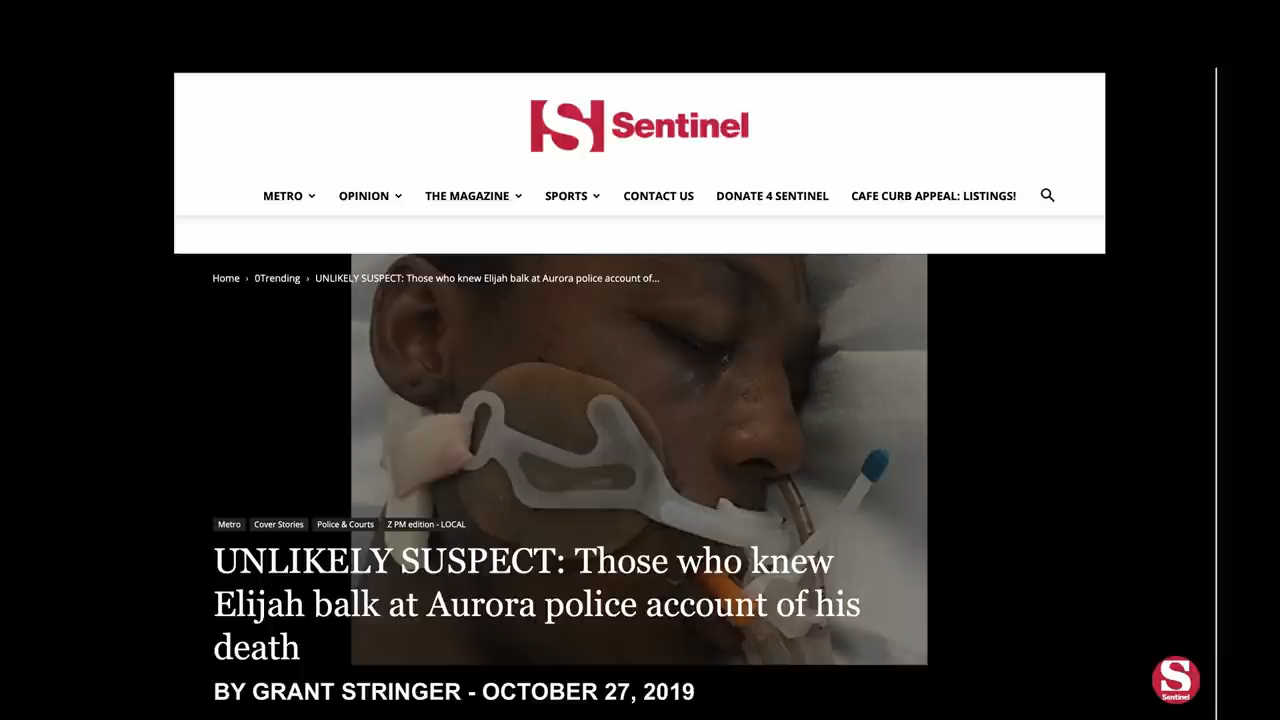 Sentinel
METRO OPINION THE MAGAZINE SPORTS CONTACT US DONATE 4 SENTINEL CAFE CURB APPEAL: LISTINGS!
Home › 0Trending › UNLIKELY SUSPECT: Those who knew Elijah balk at Aurora police account of...
Metro Cover Stories Police & Courts Z PM edition - LOCAL
UNLIKELY SUSPECT: Those who knew
Elijah balk at Aurora police account of his
death
BY GRANT STRINGER - OCTOBER 27, 2019
S
Sentinel